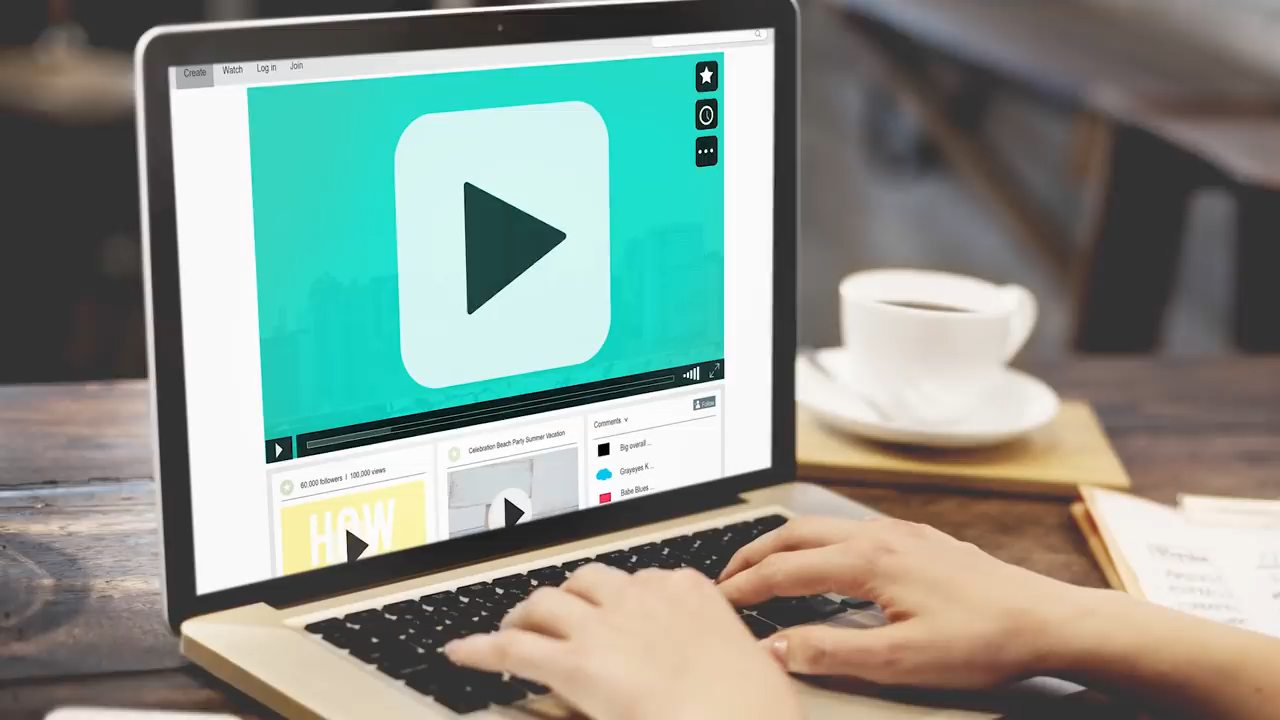 Create Watch Log in Join
60,000 followers I 100,000 views
HOW
Celebration Beach Party Summer Vacation
Comments
Follow
Big overall ...
Grayeyes K ...
Babe Blues ...